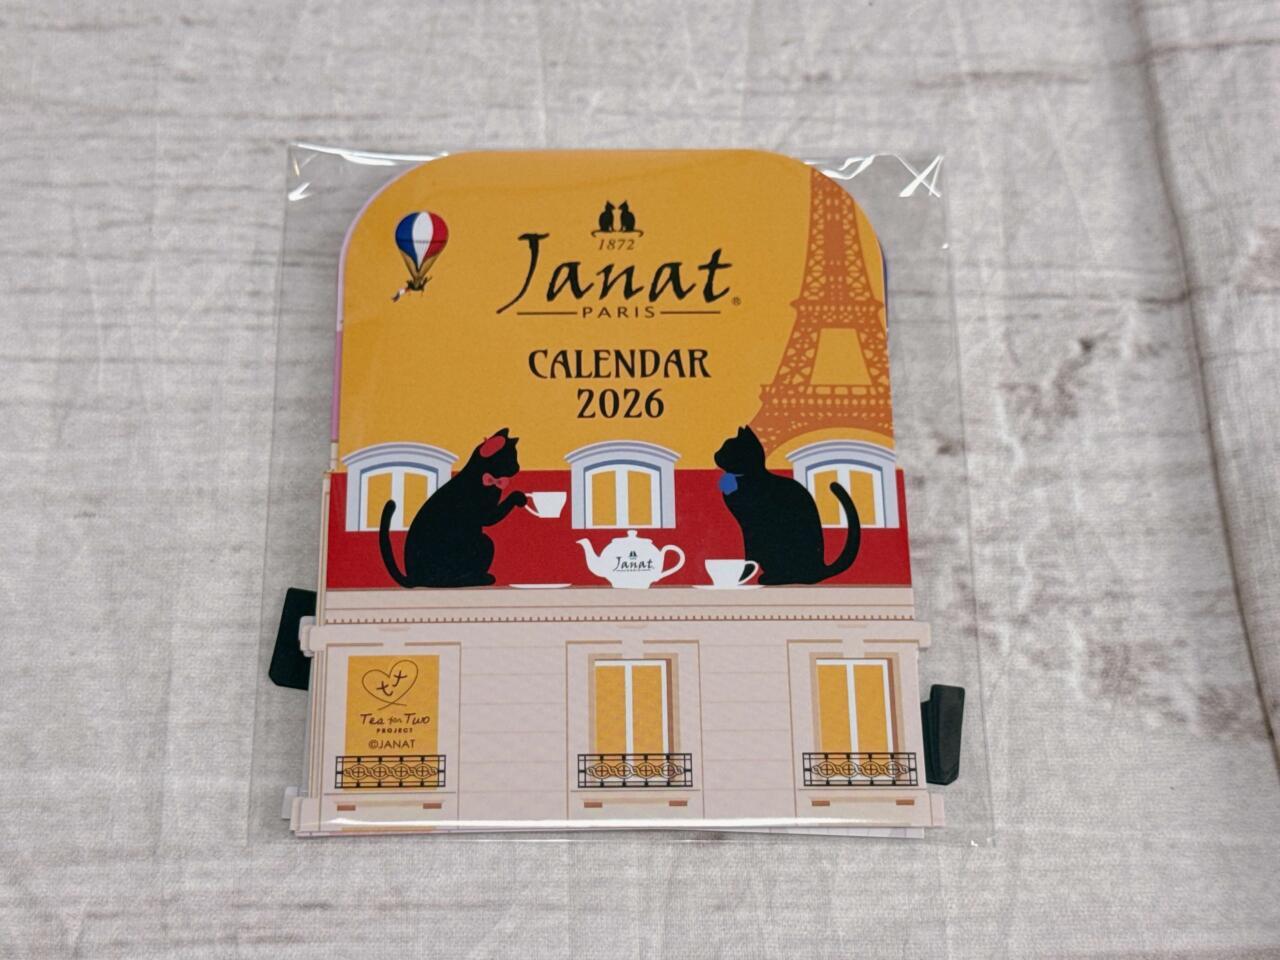 1872
Janat®
PARIS
CALENDAR
2026
Janat
Tea for Two
PROJECT
©JANAT